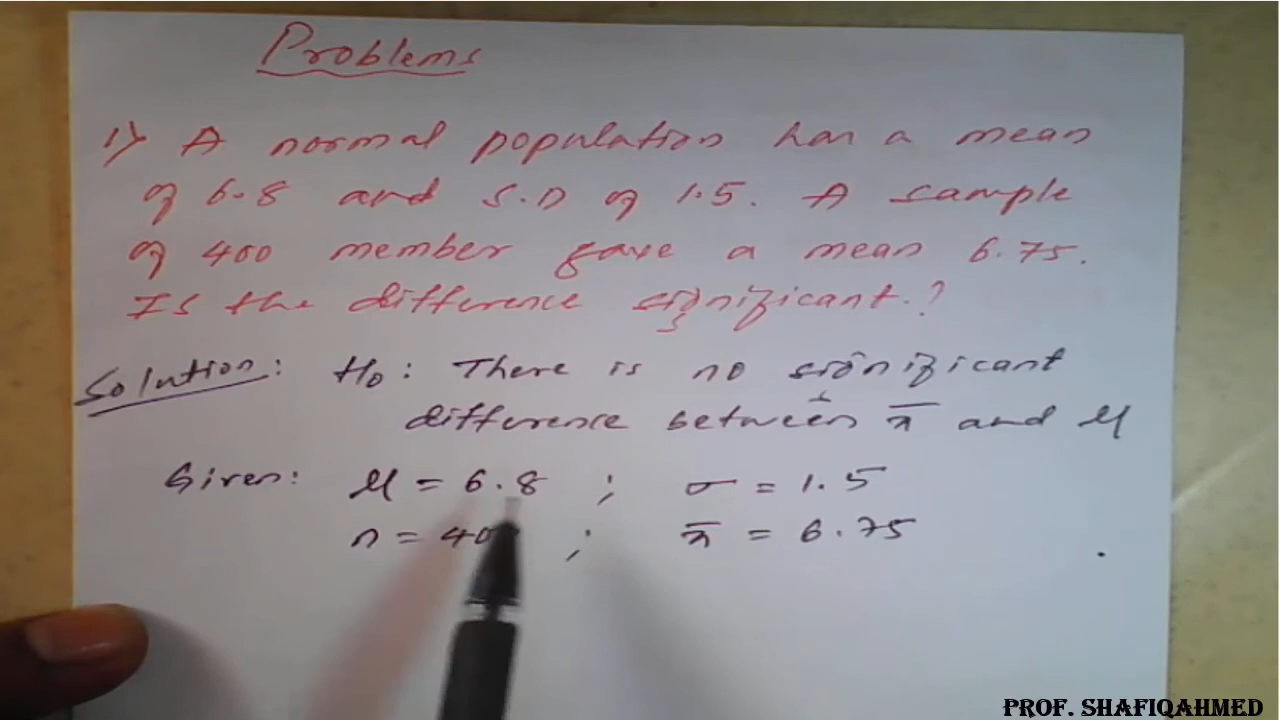 Problems
1) A normal population has a mean
of 6.8 and S.D of 1.5. A sample
of 400 member gave a mean 6.75.
Is the difference significant.?
Solution: H0: There is no significant
difference between x̄ and μ
Given: μ = 6.8 ; σ = 1.5
n = 40 ; x̄ = 6.75
PROF. SHAFIQAHMED